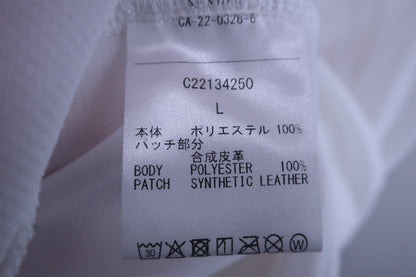 CA-22-0328-6
C22134250
L
本体 ポリエステル 100%
パッチ部分
合成皮革
BODY POLYESTER 100%
PATCH SYNTHETIC LEATHER
30
W